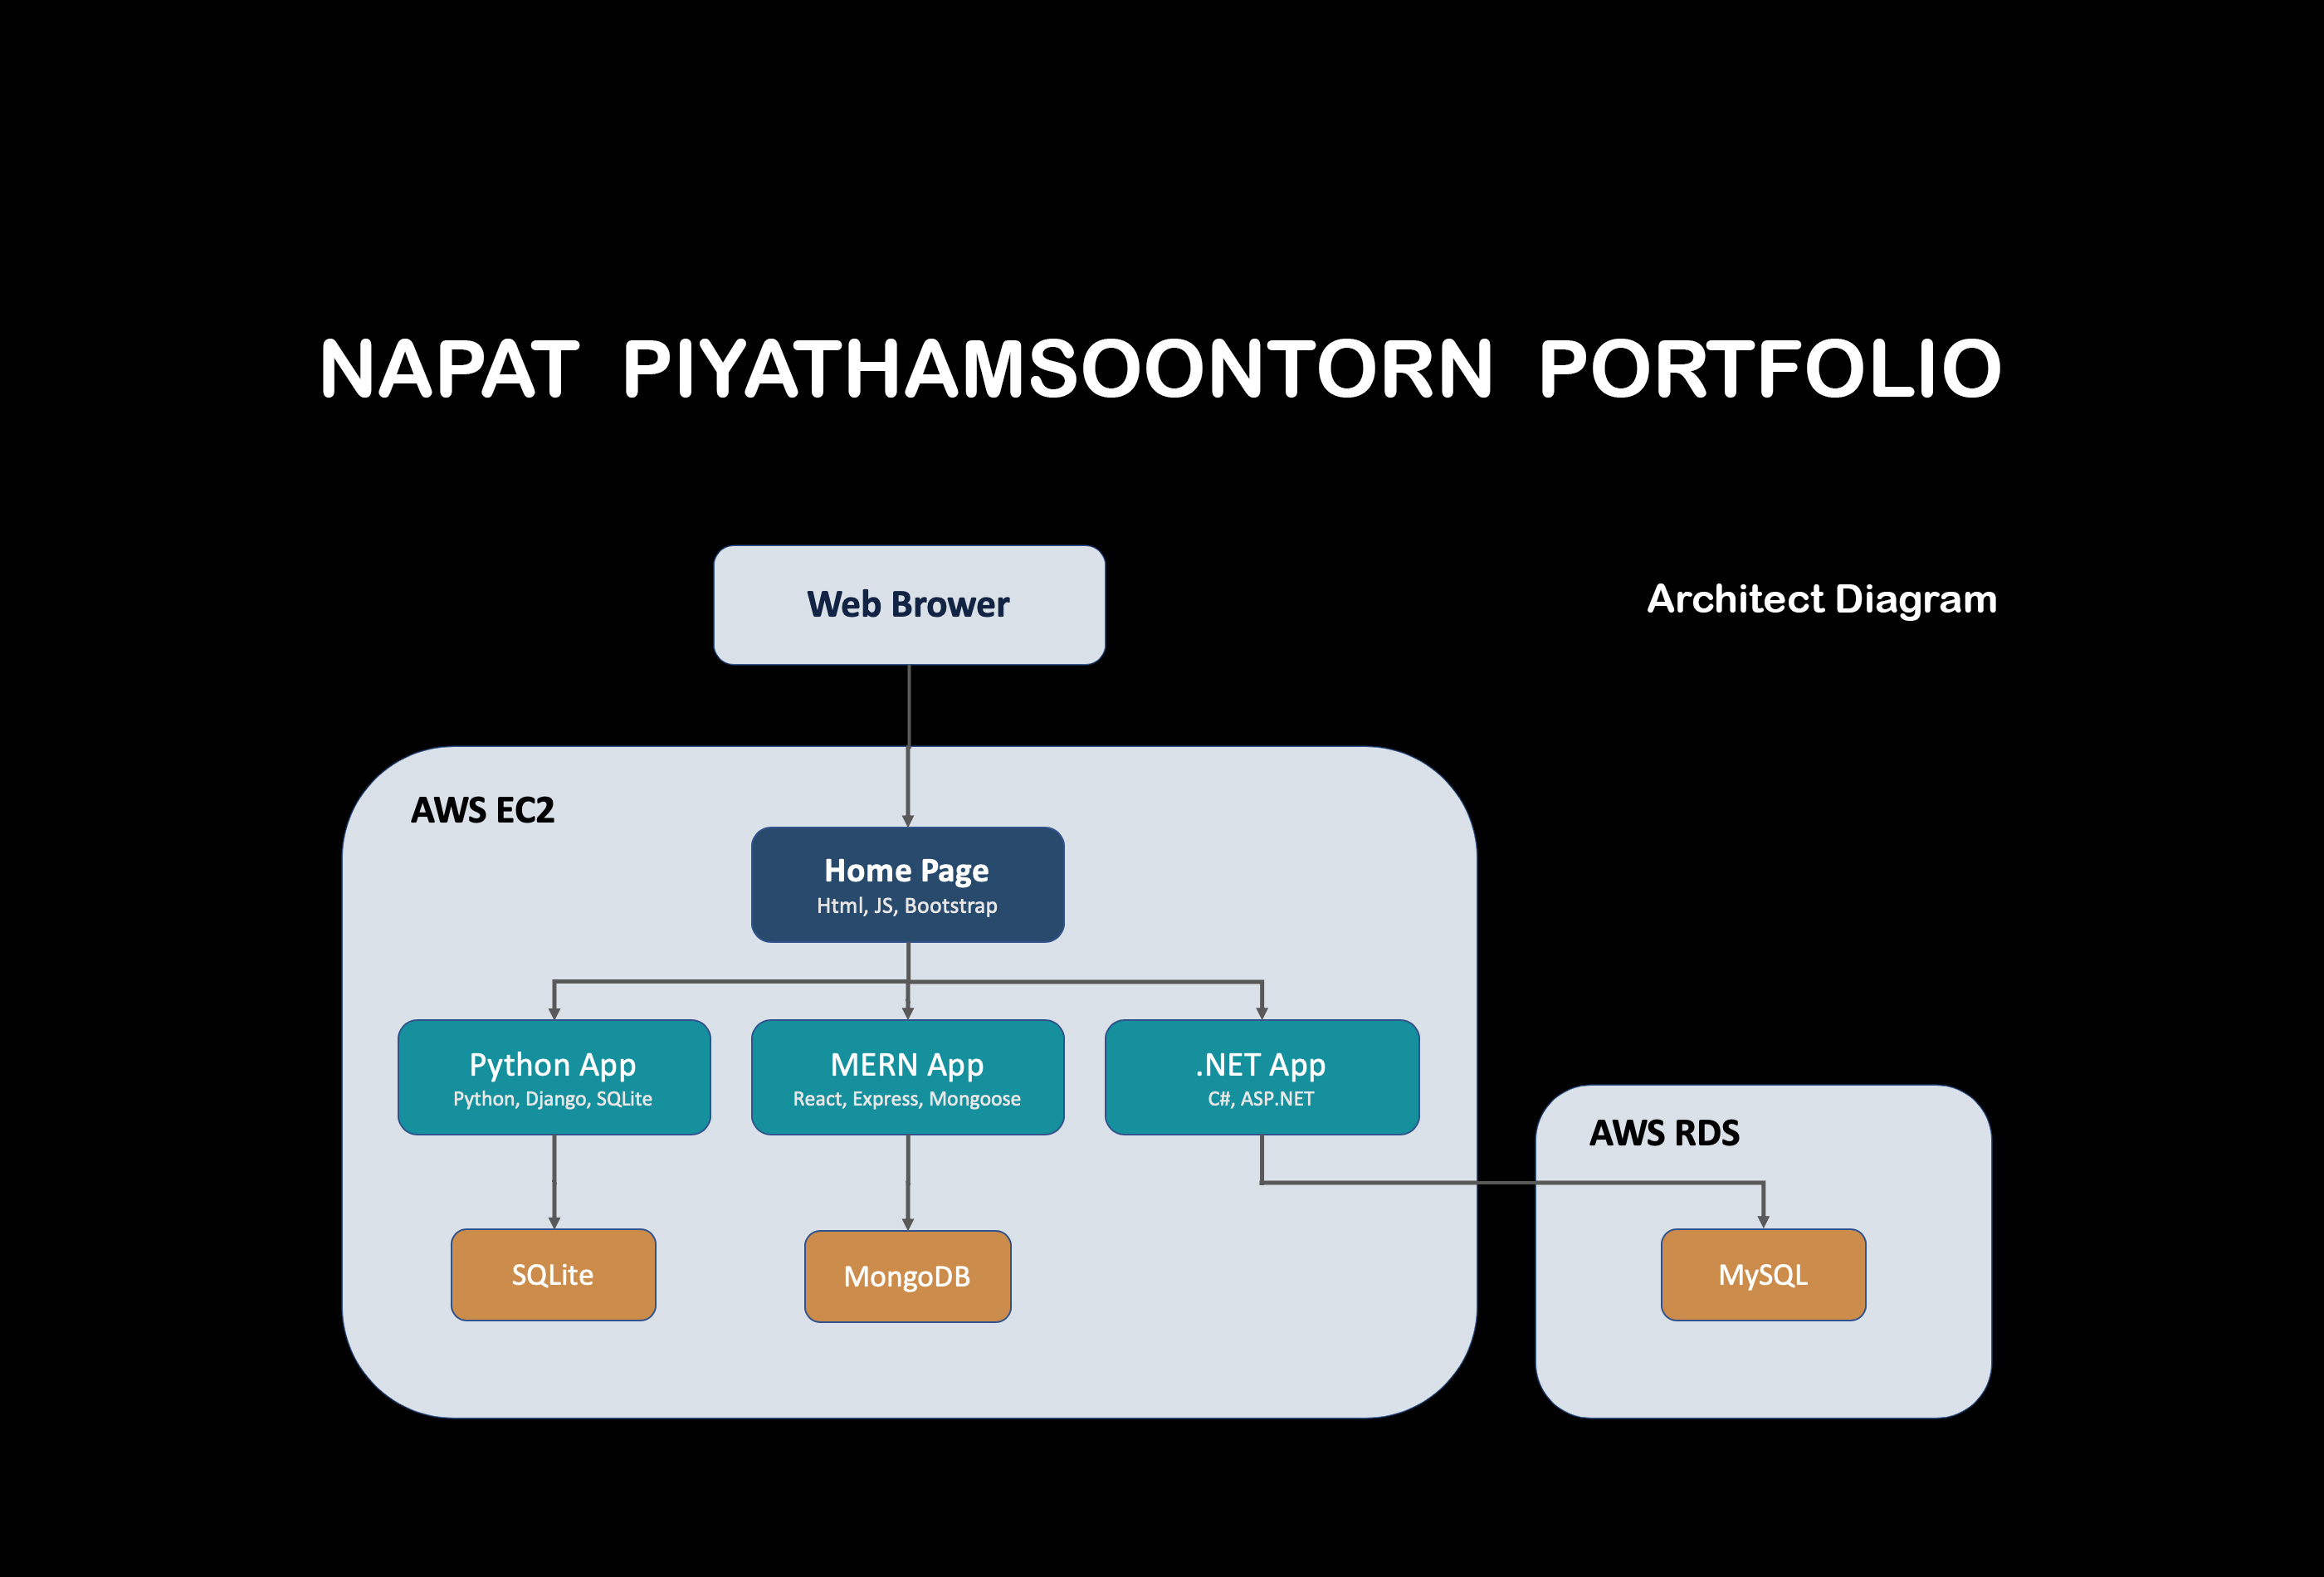 NAPAT PIYATHAMSOONTORN PORTFOLIO
Web Brower
Architect Diagram
AWS EC2
Home Page
Html, JS, Bootstrap
Python App
Python, Django, SQLite
MERN App
React, Express, Mongoose
.NET App
C#, ASP.NET
AWS RDS
SQLite
MongoDB
MySQL